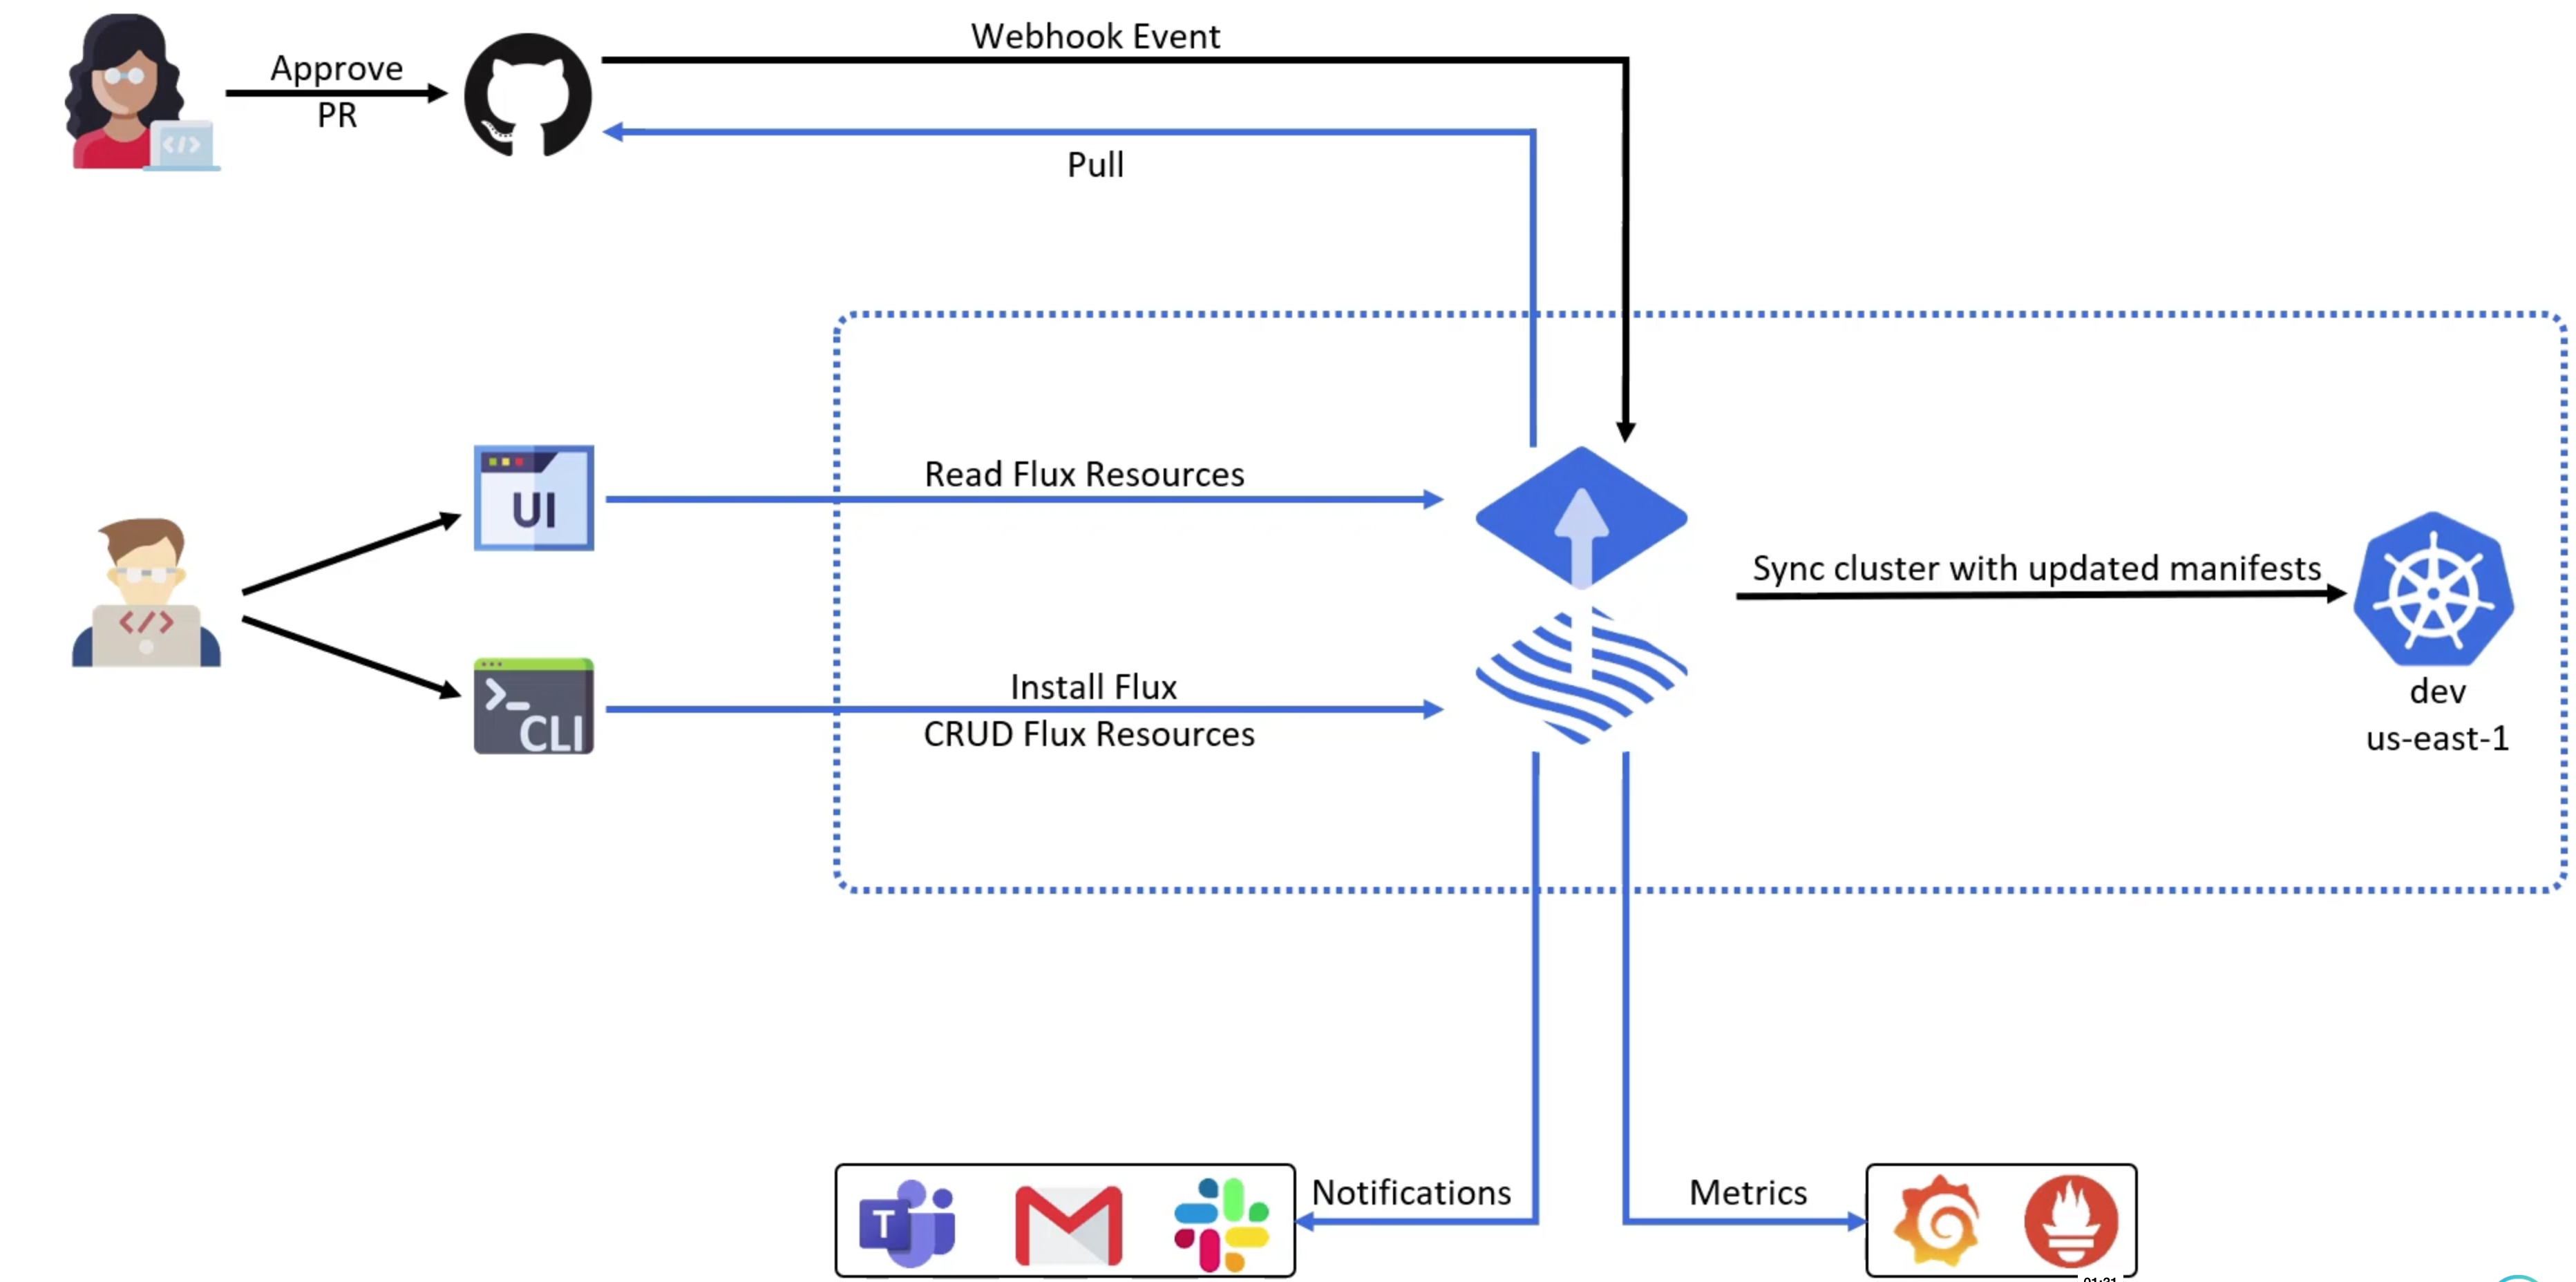 Webhook Event
Approve
PR
</>
Pull
UI
Read Flux Resources
Sync cluster with updated manifests
</>
Install Flux
>_
CLI
CRUD Flux Resources
dev
us-east-1
Notifications
Metrics
T